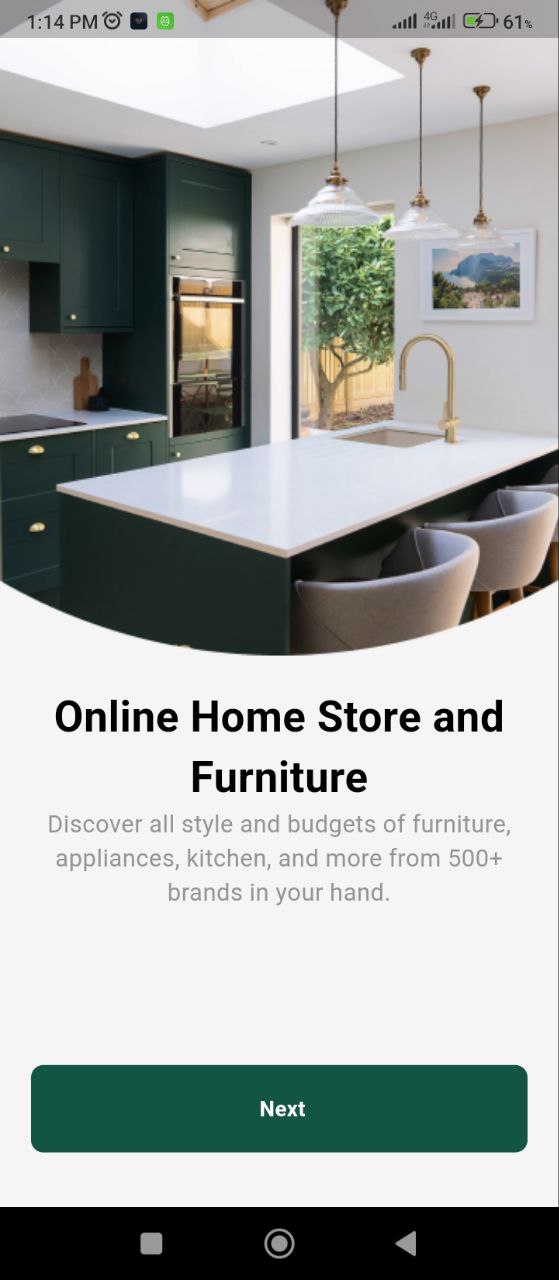 1:14 PM 4G 61%
Online Home Store and
Furniture
Discover all style and budgets of furniture,
appliances, kitchen, and more from 500+
brands in your hand.
Next